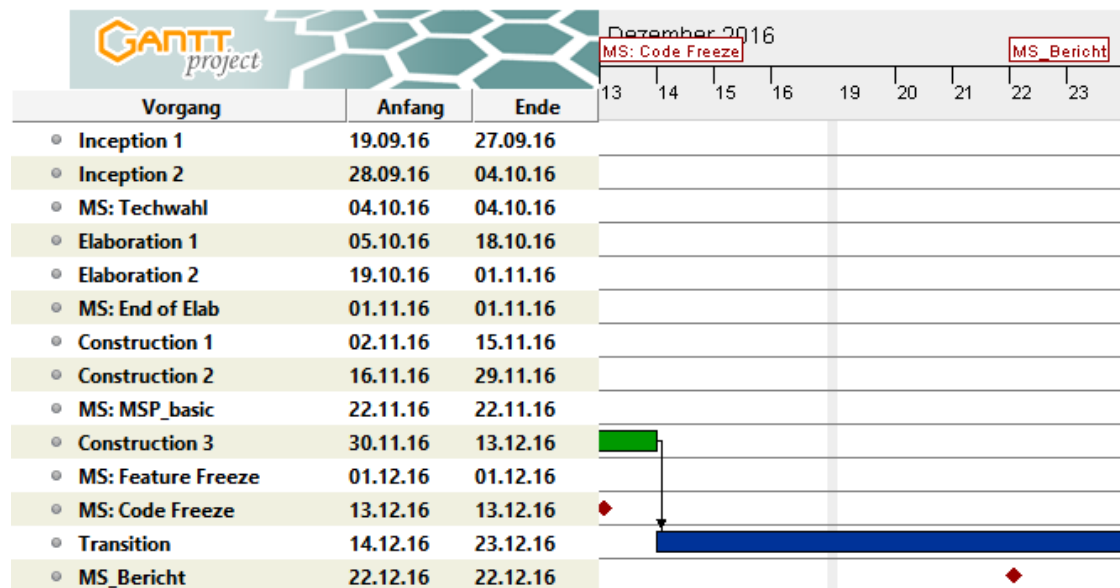 GANTT
project
Dezember 2016
MS: Code Freeze
MS_Bericht
13 14 15 16 19 20 21 22 23
Vorgang Anfang Ende
Inception 1 19.09.16 27.09.16
Inception 2 28.09.16 04.10.16
MS: Techwahl 04.10.16 04.10.16
Elaboration 1 05.10.16 18.10.16
Elaboration 2 19.10.16 01.11.16
MS: End of Elab 01.11.16 01.11.16
Construction 1 02.11.16 15.11.16
Construction 2 16.11.16 29.11.16
MS: MSP_basic 22.11.16 22.11.16
Construction 3 30.11.16 13.12.16
MS: Feature Freeze 01.12.16 01.12.16
MS: Code Freeze 13.12.16 13.12.16
Transition 14.12.16 23.12.16
MS_Bericht 22.12.16 22.12.16